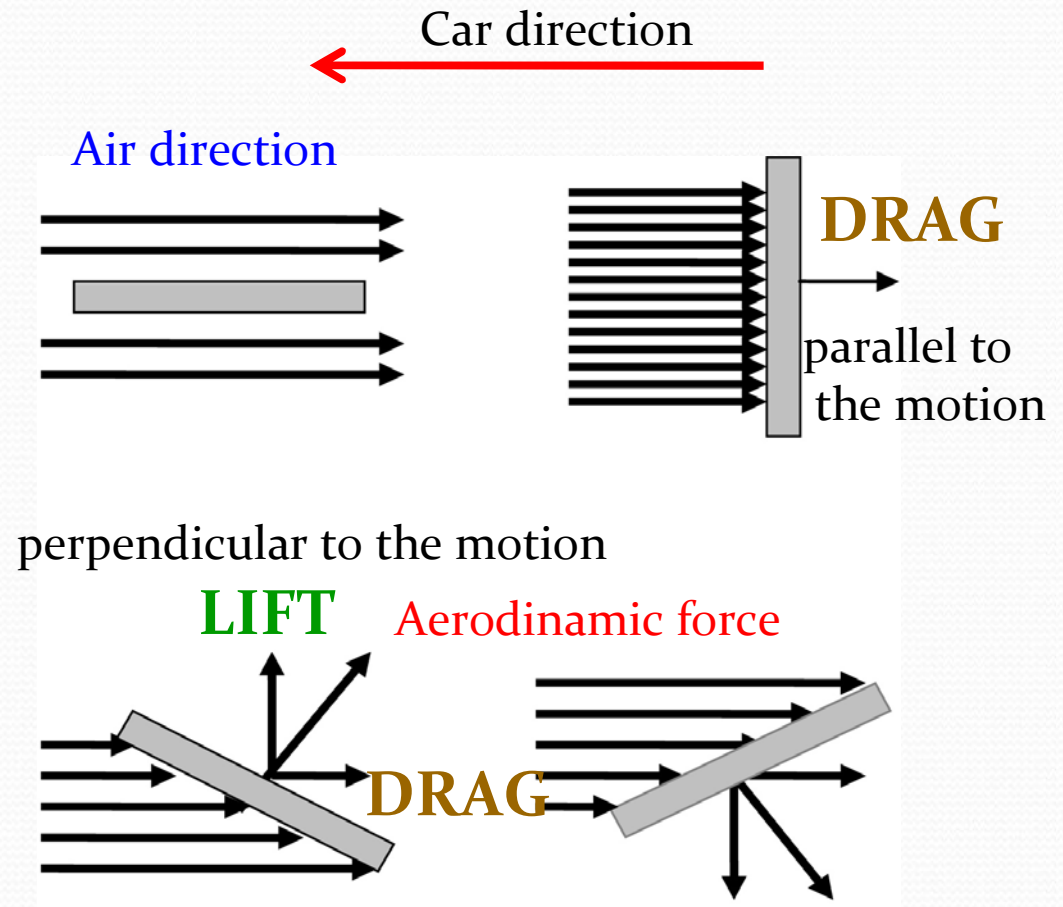 Car direction
Air direction
DRAG
parallel to
the motion
perpendicular to the motion
LIFT
Aerodinamic force
DRAG